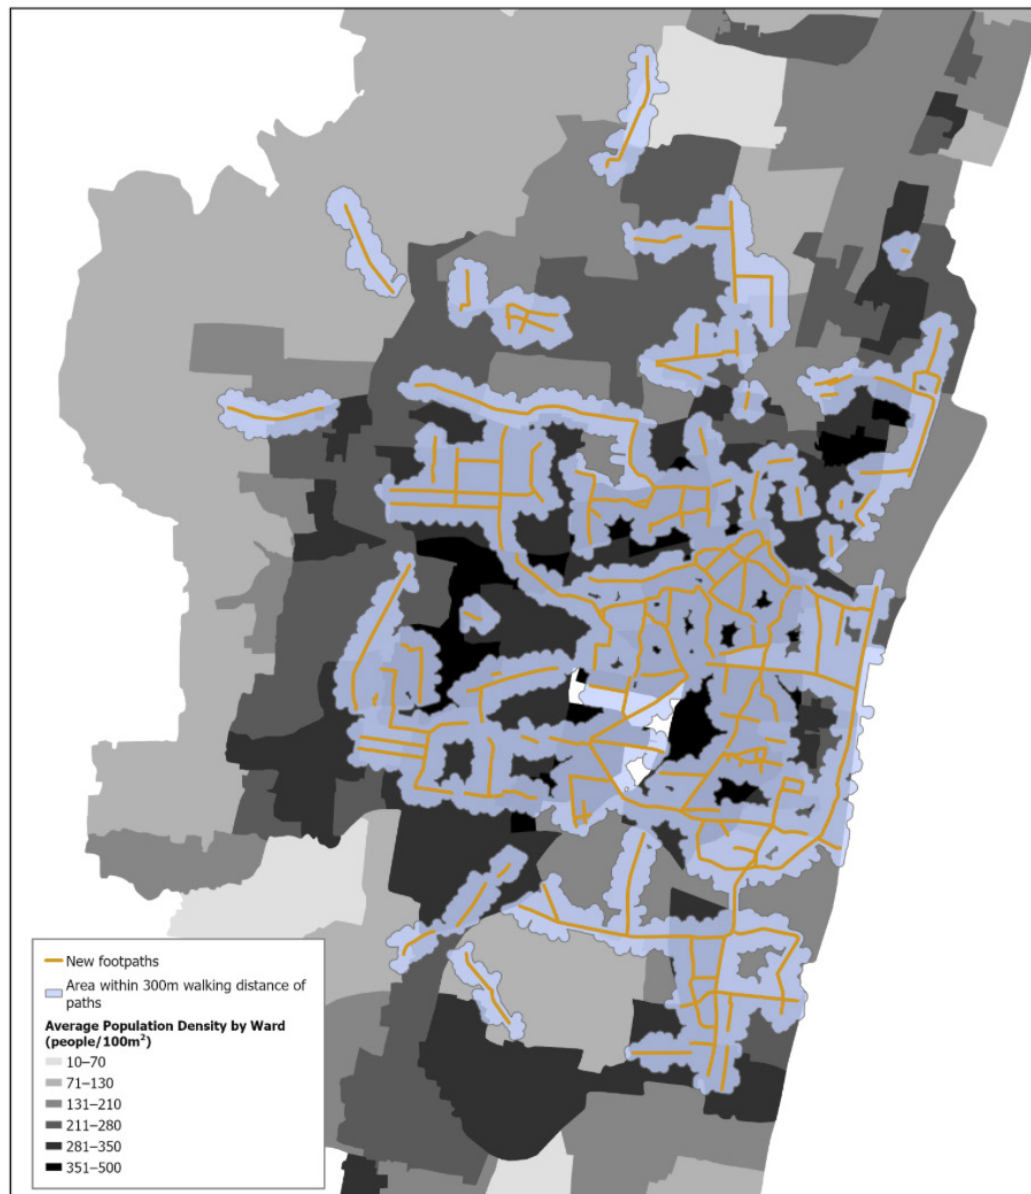 New footpaths
Area within 300m walking distance of
paths
Average Population Density by Ward
(people/100m²)
10–70
71–130
131–210
211–280
281–350
351–500